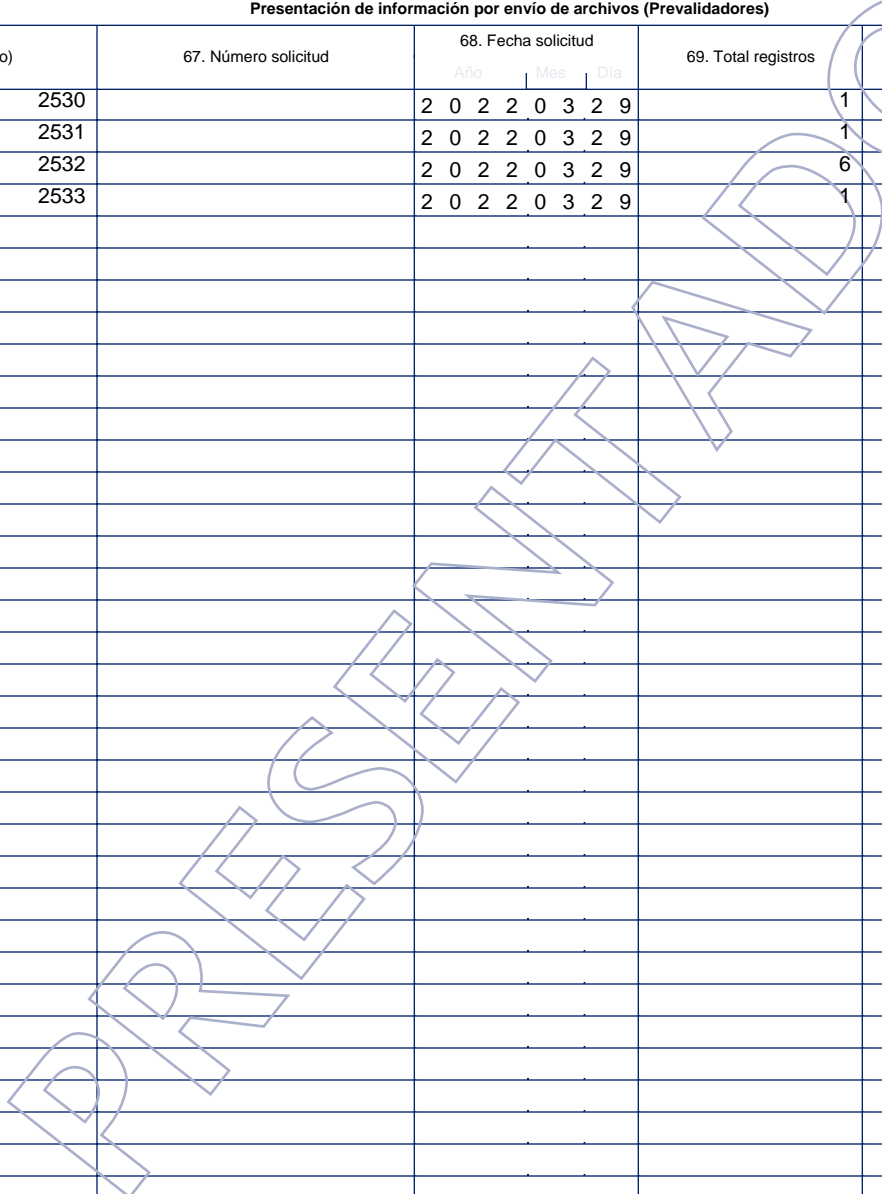 Presentación de información por envío de archivos (Prevalidadores)
o) 67. Número solicitud 68. Fecha solicitud 69. Total registros
Año Mes Día
2530 2 0 2 2 0 3 2 9 1
2531 2 0 2 2 0 3 2 9 1
2532 2 0 2 2 0 3 2 9 6
2533 2 0 2 2 0 3 2 9 1
PRESENTADO